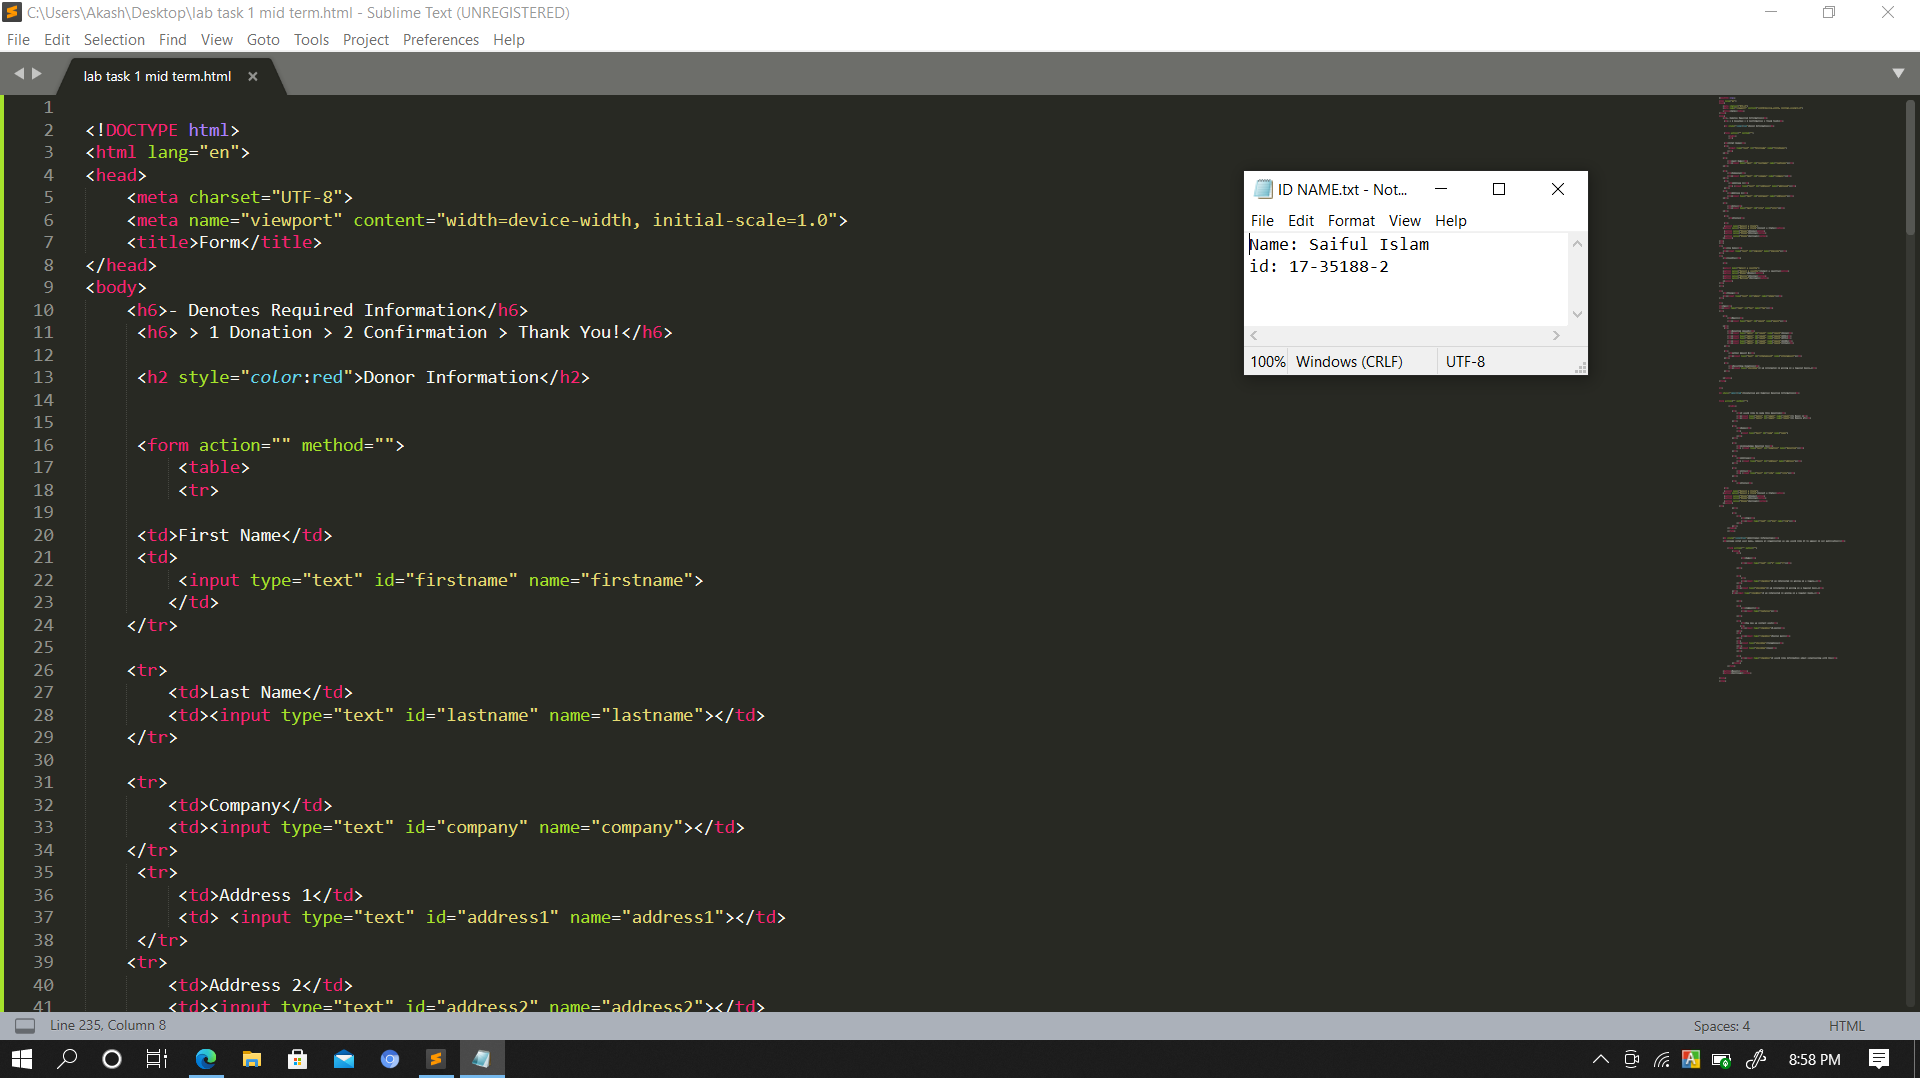 C:\Users\Akash\Desktop\lab task 1 mid term.html - Sublime Text (UNREGISTERED)
File Edit Selection Find View Goto Tools Project Preferences Help
lab task 1 mid term.html
1
2 <!DOCTYPE html>
3 <html lang="en">
4 <head>
5 <meta charset="UTF-8">
6 <meta name="viewport" content="width=device-width, initial-scale=1.0">
7 <title>Form</title>
8 </head>
9 <body>
10 <h6>- Denotes Required Information</h6>
11 <h6> > 1 Donation > 2 Confirmation > Thank You!</h6>
12
13 <h2 style="color:red">Donor Information</h2>
14
15
16 <form action="" method="">
17 <table>
18 <tr>
19
20 <td>First Name</td>
21 <td>
22 <input type="text" id="firstname" name="firstname">
23 </td>
24 </tr>
25
26 <tr>
27 <td>Last Name</td>
28 <td><input type="text" id="lastname" name="lastname"></td>
29 </tr>
30
31 <tr>
32 <td>Company</td>
33 <td><input type="text" id="company" name="company"></td>
34 </tr>
35 <tr>
36 <td>Address 1</td>
37 <td> <input type="text" id="address1" name="address1"></td>
38 </tr>
39 <tr>
40 <td>Address 2</td>
41 <td><input type="text" id="address2" name="address2"></td>
ID NAME.txt - Not...
File Edit Format View Help
Name: Saiful Islam
id: 17-35188-2
100% Windows (CRLF) UTF-8
Line 235, Column 8
Spaces: 4 HTML
8:58 PM